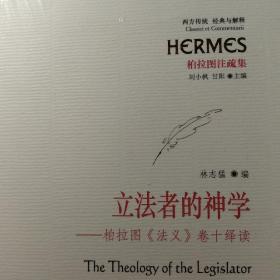 西方传统 经典与解释
Classici et Commentarii
HERMES
柏拉图注疏集
刘小枫 甘阳●主编
林志猛●编
立法者的神学
——柏拉图《法义》卷十绎读
The Theology of the Legislator